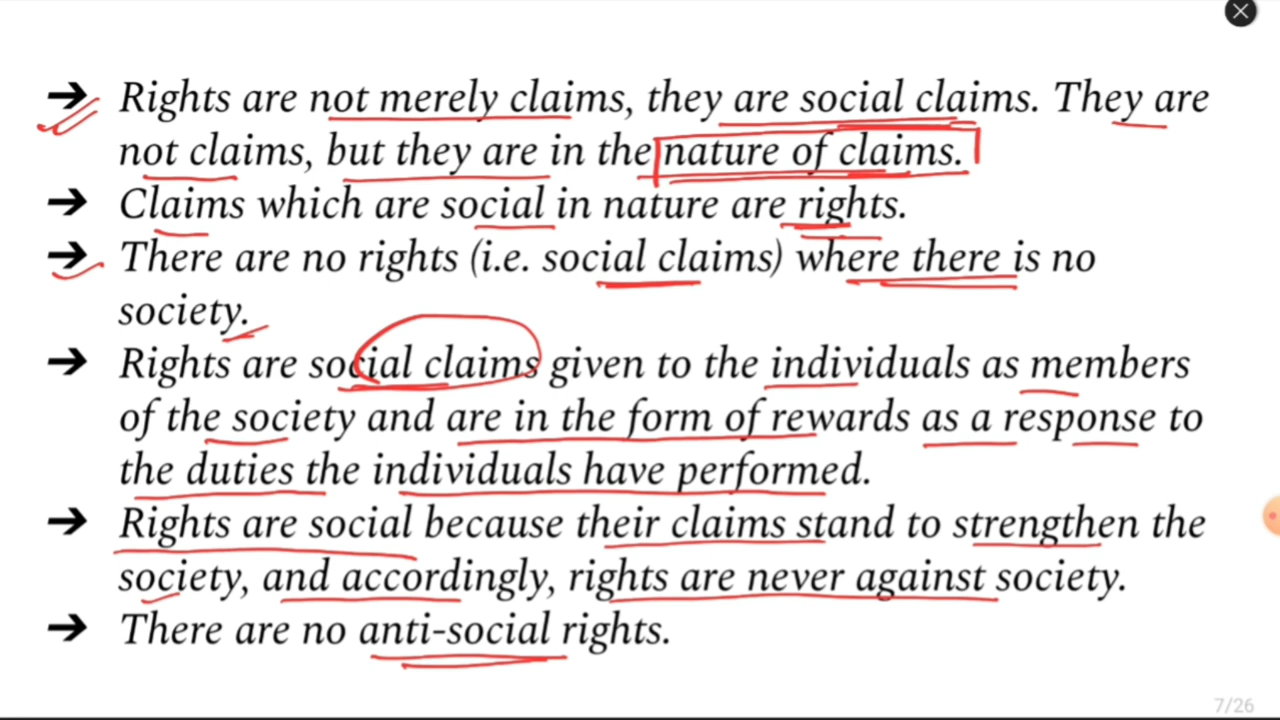 ➔ Rights are not merely claims, they are social claims. They are
not claims, but they are in the nature of claims.
➔ Claims which are social in nature are rights.
➔ There are no rights (i.e. social claims) where there is no
society.
➔ Rights are social claims given to the individuals as members
of the society and are in the form of rewards as a response to
the duties the individuals have performed.
➔ Rights are social because their claims stand to strengthen the
society, and accordingly, rights are never against society.
➔ There are no anti-social rights.
7/26